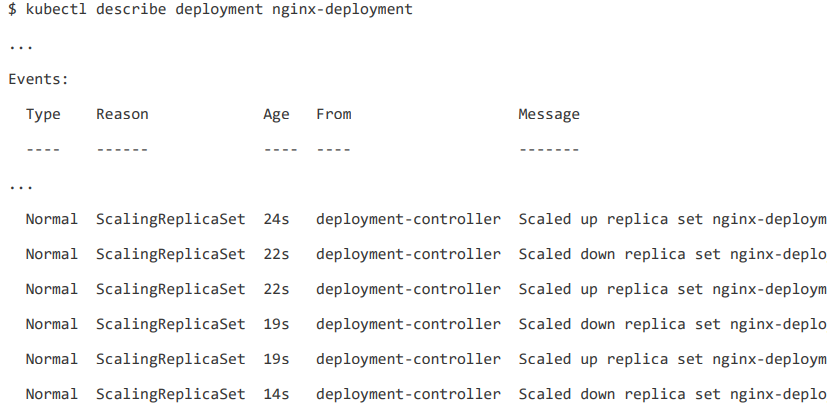 $ kubectl describe deployment nginx-deployment
...
Events:
  Type    Reason             Age   From                   Message
  ----    ------             ----  ----                   -------
...
  Normal  ScalingReplicaSet  24s   deployment-controller  Scaled up replica set nginx-deploym
  Normal  ScalingReplicaSet  22s   deployment-controller  Scaled down replica set nginx-deplo
  Normal  ScalingReplicaSet  22s   deployment-controller  Scaled up replica set nginx-deploym
  Normal  ScalingReplicaSet  19s   deployment-controller  Scaled down replica set nginx-deplo
  Normal  ScalingReplicaSet  19s   deployment-controller  Scaled up replica set nginx-deploym
  Normal  ScalingReplicaSet  14s   deployment-controller  Scaled down replica set nginx-deplo